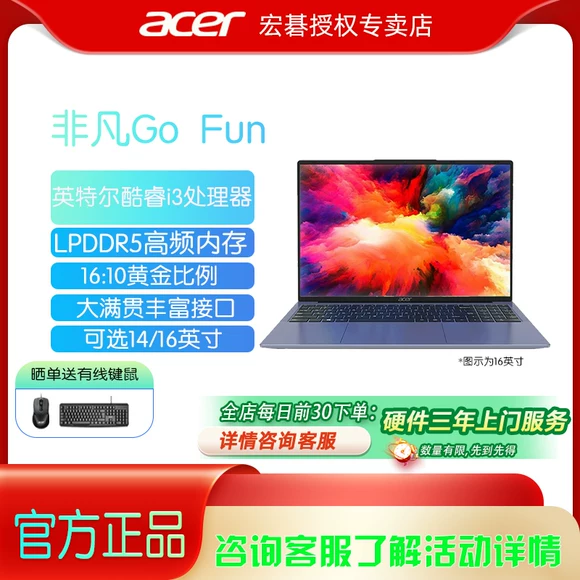 acer 宏碁授权专卖店
非凡Go Fun
英特尔酷睿i3处理器
LPDDR5高频内存
16:10黄金比例
大满贯丰富接口
可选14/16英寸
acer
*图示为16英寸
晒单送有线键鼠
全店每日前30下单:
详情咨询客服
硬件三年上门服务
数量有限,先到先得
官方正品
咨询客服了解活动详情